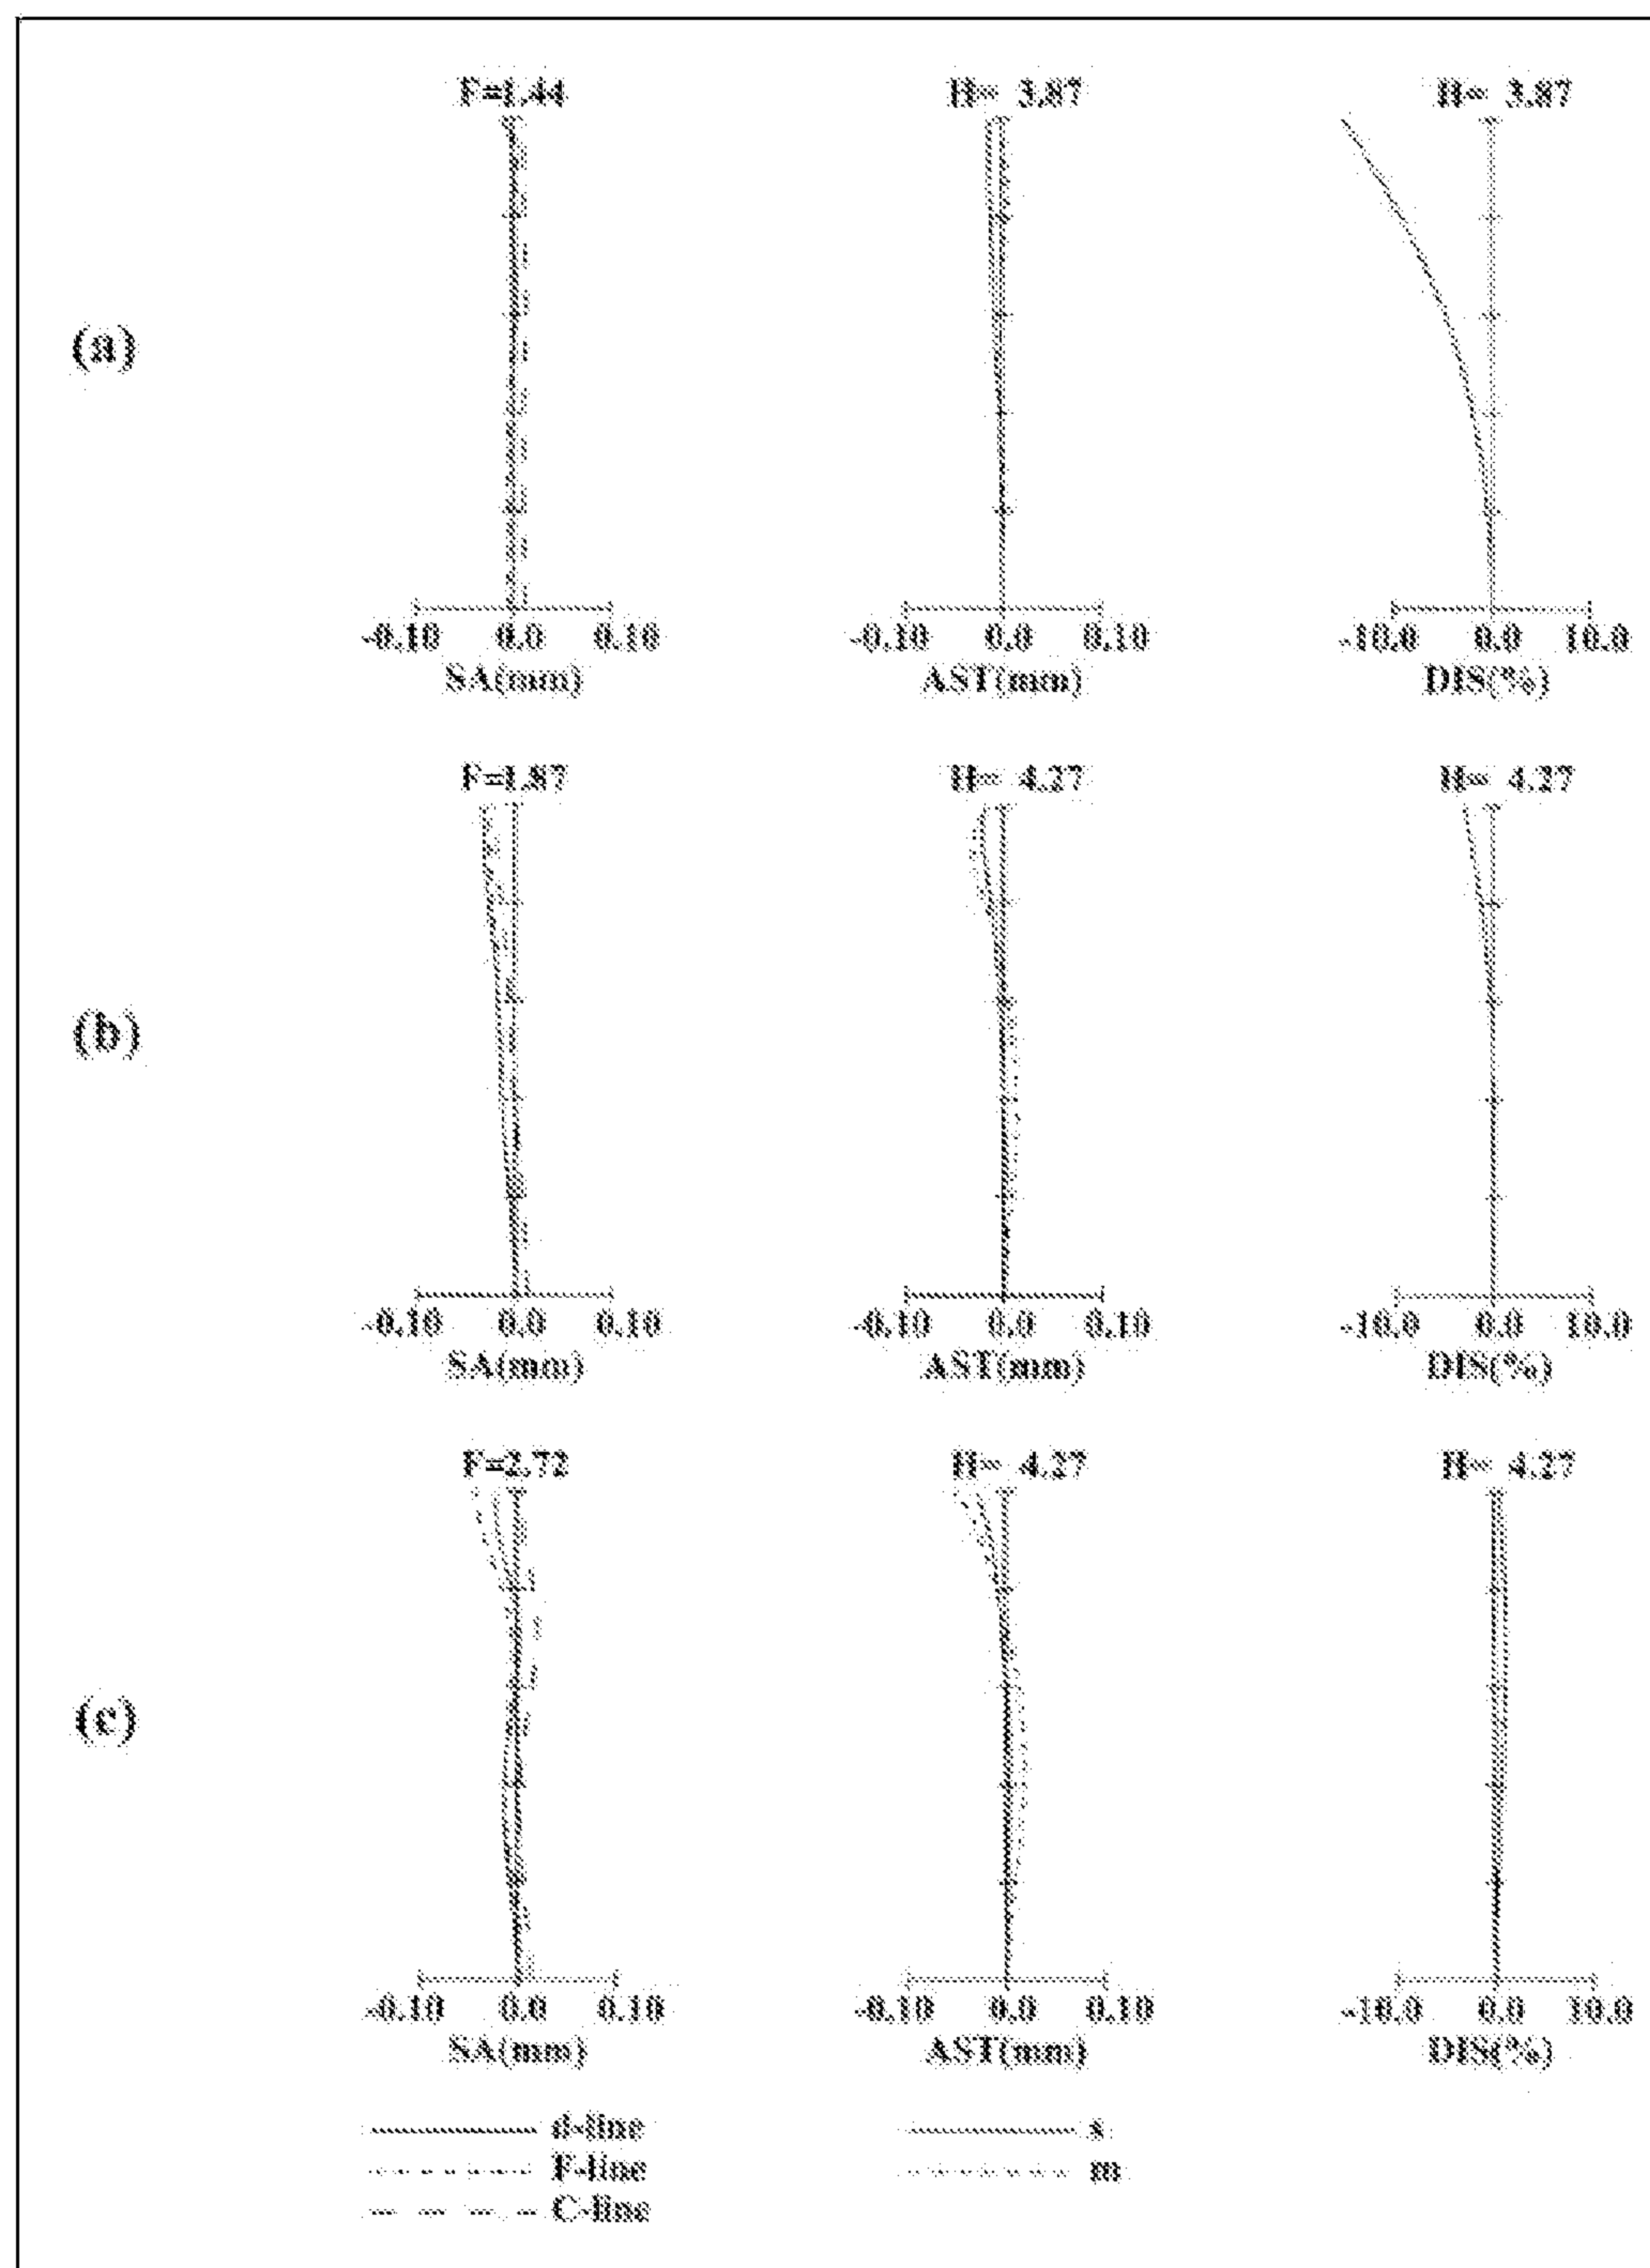 F=1.44 H= 3.87 H= 3.87
(a)
-0.10 0.0 0.10 -0.10 0.0 0.10 -10.0 0.0 10.0
SA(mm) AST(mm) DIS(%)
F=1.87 H= 4.27 H= 4.27
(b)
-0.10 0.0 0.10 -0.10 0.0 0.10 -10.0 0.0 10.0
SA(mm) AST(mm) DIS(%)
F=2.72 H= 4.27 H= 4.27
(c)
-0.10 0.0 0.10 -0.10 0.0 0.10 -10.0 0.0 10.0
SA(mm) AST(mm) DIS(%)
d-line s
F-line m
C-line